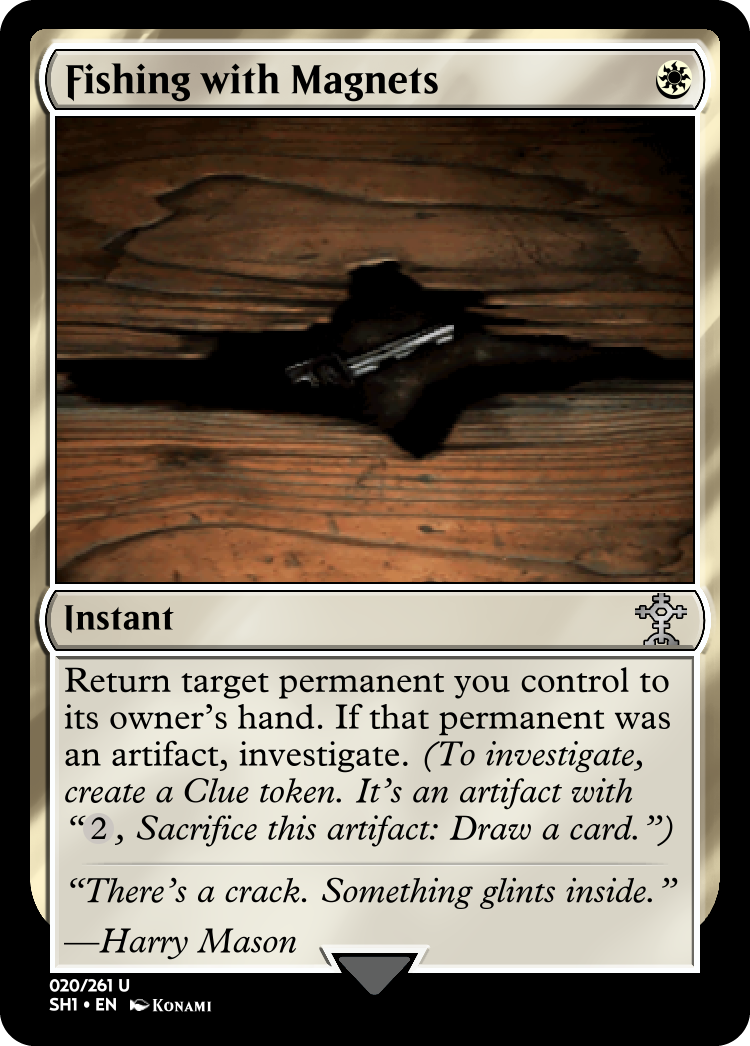 Fishing with Magnets
Instant
Return target permanent you control to
its owner’s hand. If that permanent was
an artifact, investigate. (To investigate,
create a Clue token. It’s an artifact with
“2, Sacrifice this artifact: Draw a card.”)
“There’s a crack. Something glints inside.”
—Harry Mason
020/261 U
SH1 • EN KONAMI